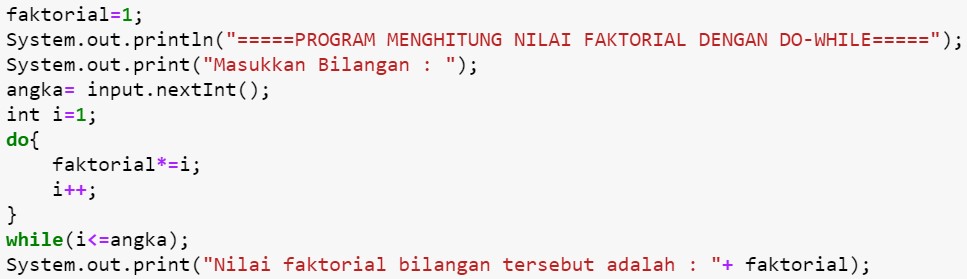 faktorial=1;
System.out.println("=====PROGRAM MENGHITUNG NILAI FAKTORIAL DENGAN DO-WHILE=====");
System.out.print("Masukkan Bilangan : ");
angka= input.nextInt();
int i=1;
do{
    faktorial*=i;
    i++;
}
while(i<=angka);
System.out.print("Nilai faktorial bilangan tersebut adalah : "+ faktorial);